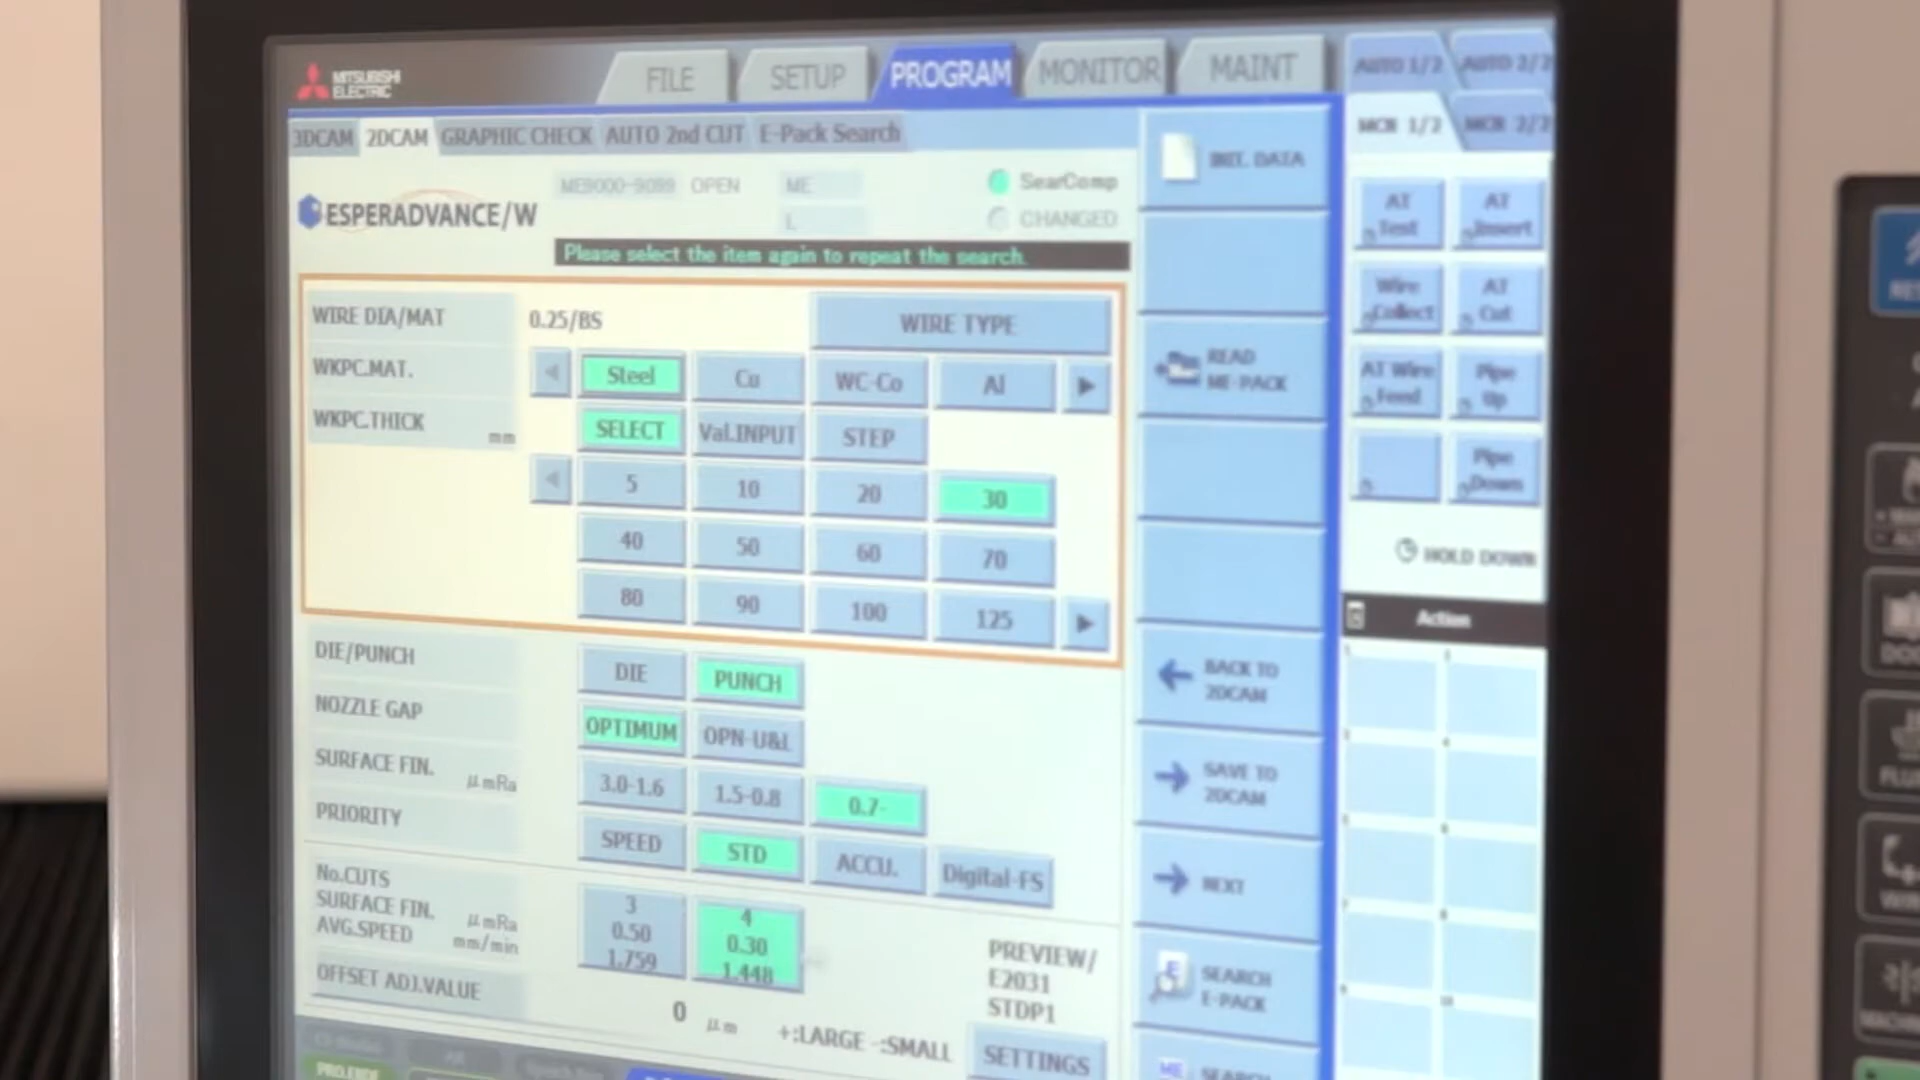 MITSUBISHI
ELECTRIC
FILE SETUP PROGRAM MONITOR MAINT
AUTO 1/2 AUTO 2/2
3DCAM 2DCAM GRAPHIC CHECK AUTO 2nd CUT E-Pack Search
MCR 1/2 MCR 2/2
ME9000-9099 OPEN ME SearComp
L CHANGED
INIT. DATA
ESPERADVANCE/W
Please select the item again to repeat the search.
AT Test AT Insert
Wire Collect AT Cut
AT Wire Feed Pipe Up
Pipe Down
HOLD DOWN
Action
WIRE DIA/MAT 0.25/BS WIRE TYPE
WKPC.MAT. Steel Cu WC-Co Al
WKPC.THICK mm SELECT Val.INPUT STEP
5 10 20 30
40 50 60 70
80 90 100 125
READ
ME-PACK
DIE/PUNCH DIE PUNCH
NOZZLE GAP OPTIMUM OPN-U&L
SURFACE FIN. μmRa 3.0-1.6 1.5-0.8 0.7-
PRIORITY SPEED STD ACCU. Digital-FS
BACK TO
2DCAM
SAVE TO
2DCAM
NEXT
No.CUTS 3 4
SURFACE FIN. μmRa 0.50 0.30
AVG.SPEED mm/min 1.759 1.448
PREVIEW/
E2031
STDP1
SEARCH
E-PACK
OFFSET ADJ.VALUE 0 μm +:LARGE -:SMALL SETTINGS
ME SEARCH